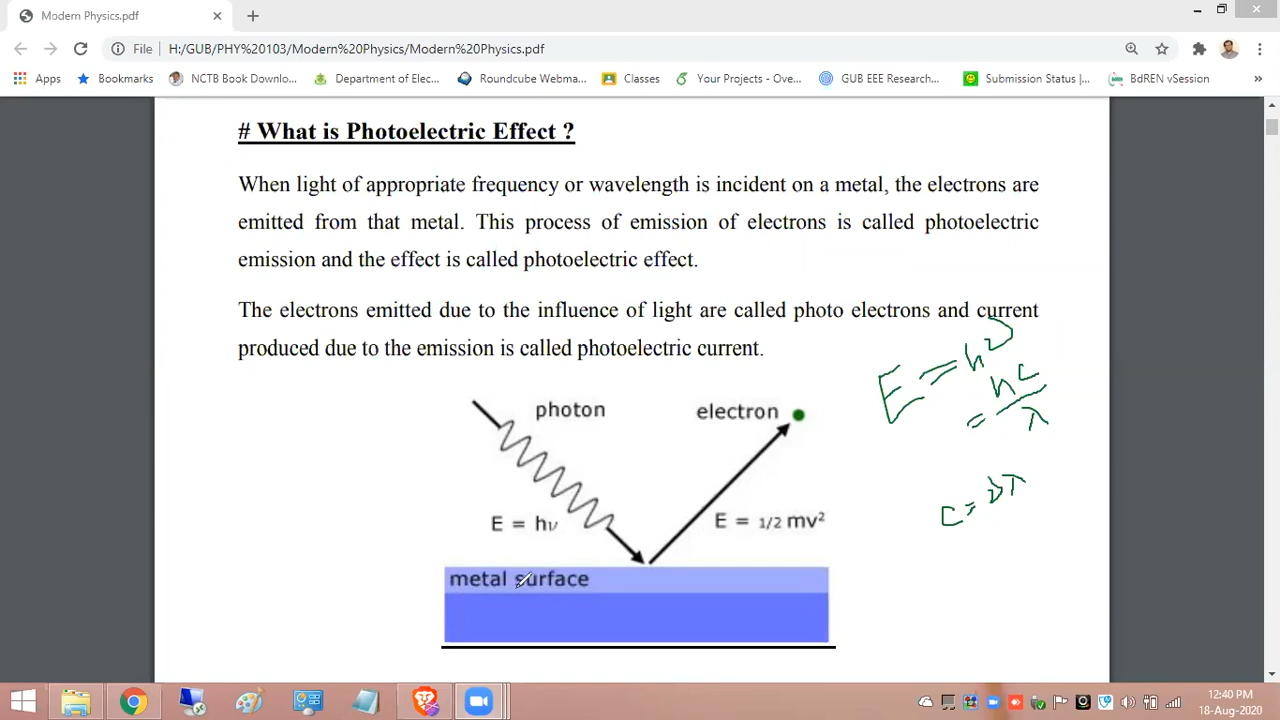 Modern Physics
File | H:/GUB/PHY%20103/Modern%20Physics/Modern%20Physics.pdf
Apps Bookmarks NCTB Book Downlo... Department of Elec... Roundcube Webma... Classes Your Projects - Ove... GUB EEE Research... Submission Status |... BdREN vSession »
# What is Photoelectric Effect ?
When light of appropriate frequency or wavelength is incident on a metal, the electrons are
emitted from that metal. This process of emission of electrons is called photoelectric
emission and the effect is called photoelectric effect.
The electrons emitted due to the influence of light are called photo electrons and current
produced due to the emission is called photoelectric current.
E = hν
= hc/λ
photon
electron
c = νλ
E = hν
E = 1/2 mv²
metal surface
12:40 PM
18-Aug-2020